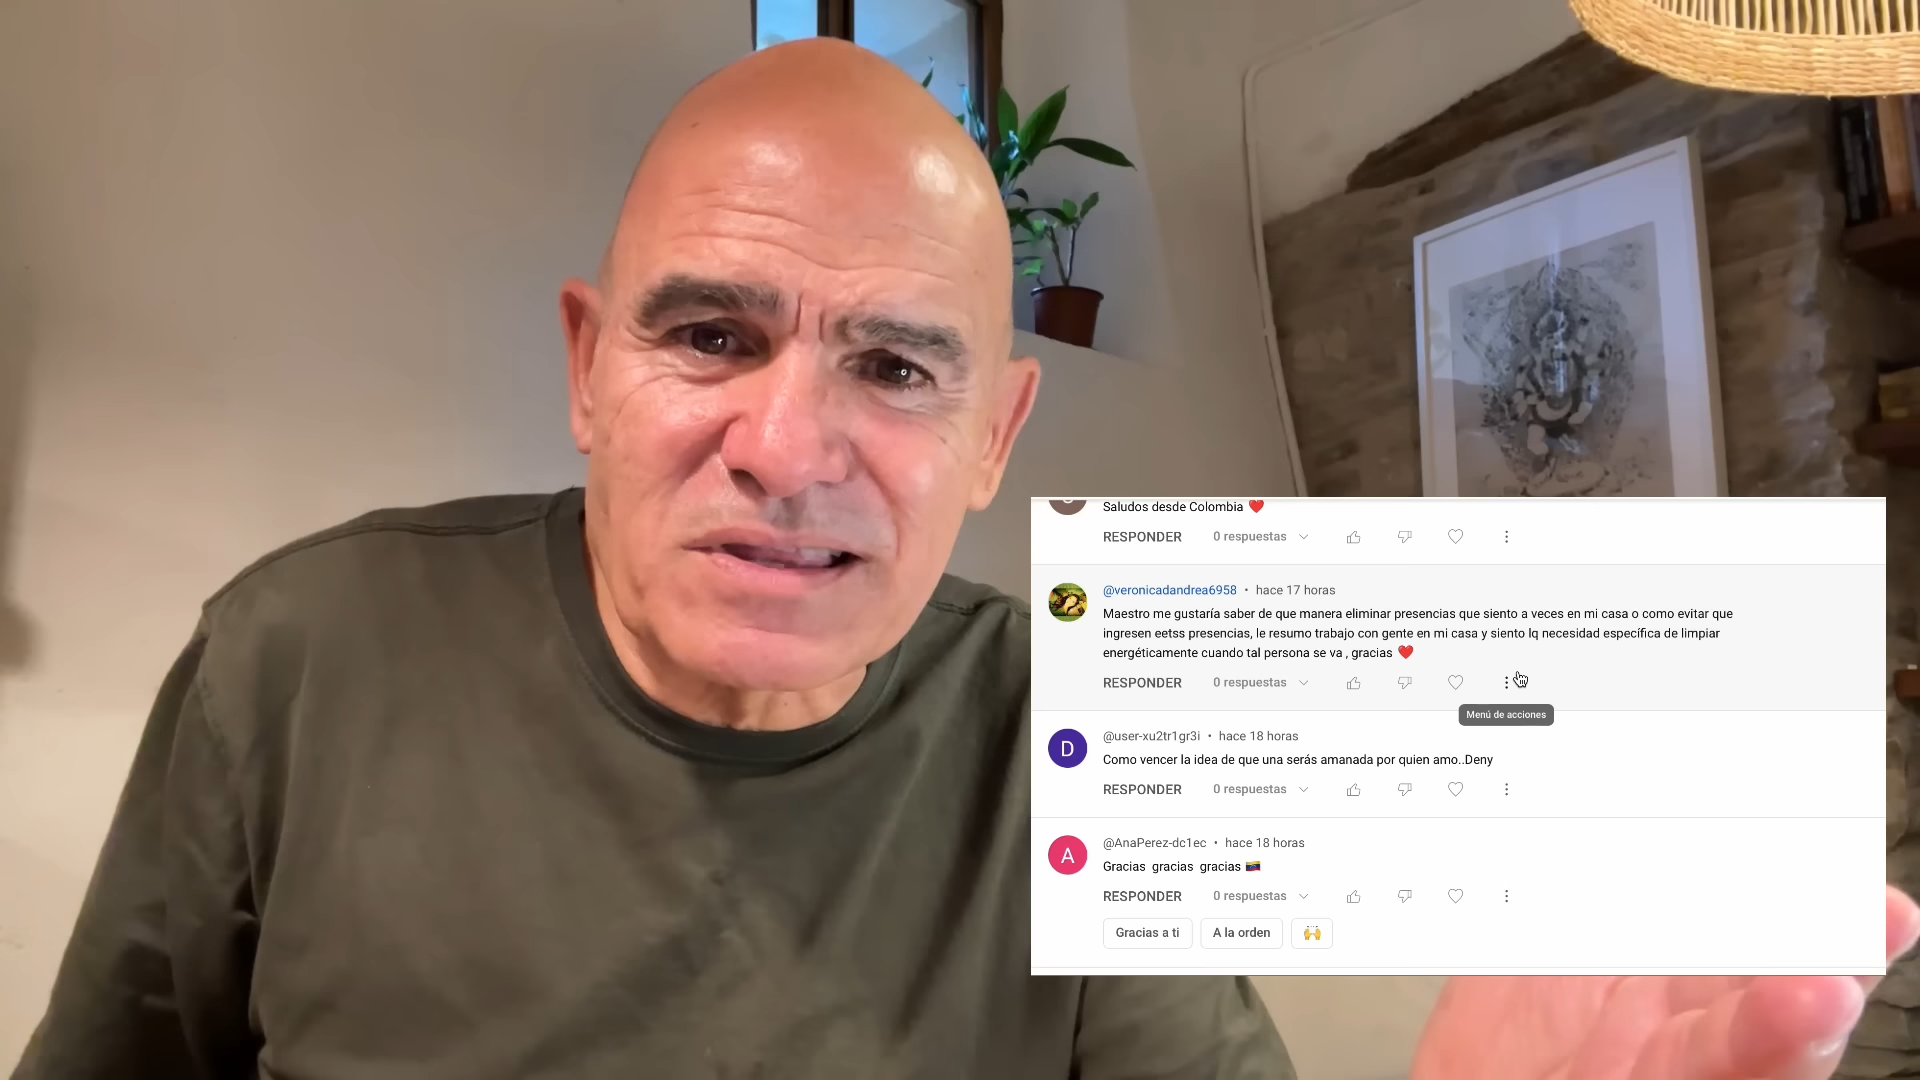 Saludos desde Colombia ❤️
RESPONDER 0 respuestas
@veronicadandrea6958 • hace 17 horas
Maestro me gustaría saber de que manera eliminar presencias que siento a veces en mi casa o como evitar que
ingresen eetss presencias, le resumo trabajo con gente en mi casa y siento lq necesidad específica de limpiar
energéticamente cuando tal persona se va , gracias ❤️
RESPONDER 0 respuestas
Menú de acciones
D
@user-xu2tr1gr3i • hace 18 horas
Como vencer la idea de que una serás amanada por quien amo..Deny
RESPONDER 0 respuestas
A
@AnaPerez-dc1ec • hace 18 horas
Gracias gracias gracias 🇻🇪
RESPONDER 0 respuestas
Gracias a ti A la orden 🙌